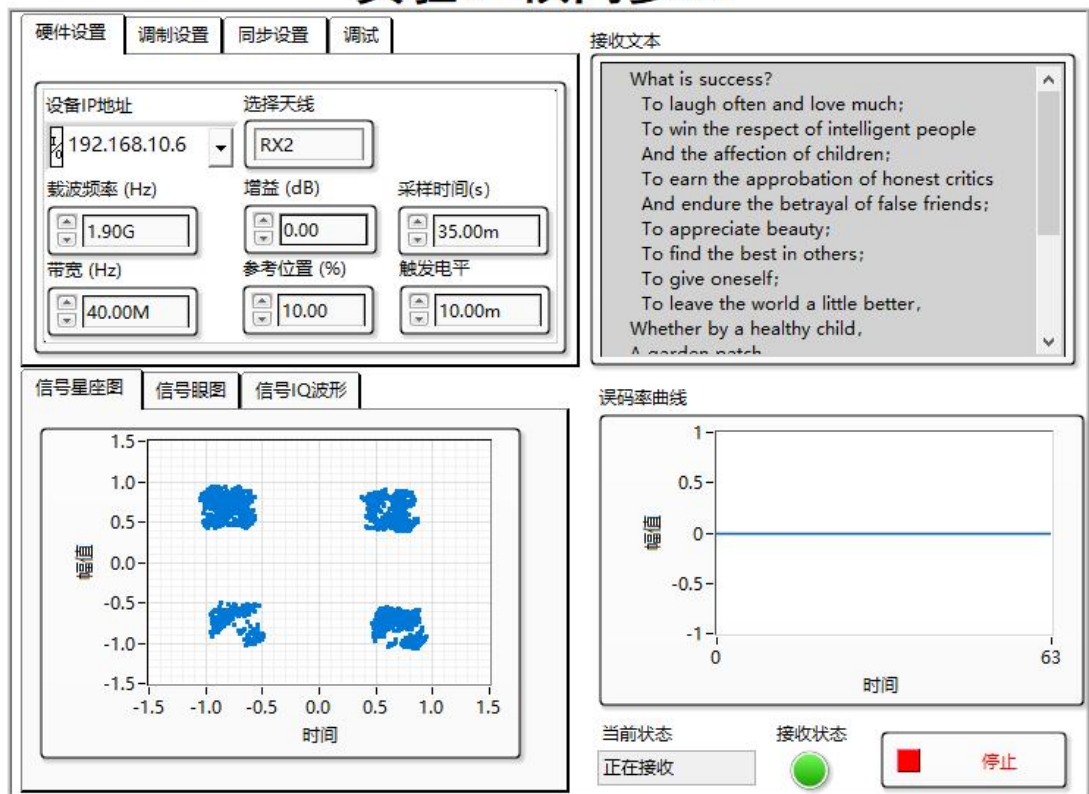 硬件设置 调制设置 同步设置 调试
设备IP地址 选择天线
192.168.10.6 RX2
载波频率 (Hz) 增益 (dB) 采样时间(s)
1.90G 0.00 35.00m
带宽 (Hz) 参考位置 (%) 触发电平
40.00M 10.00 10.00m
接收文本
What is success?
To laugh often and love much;
To win the respect of intelligent people
And the affection of children;
To earn the approbation of honest critics
And endure the betrayal of false friends;
To appreciate beauty;
To find the best in others;
To give oneself;
To leave the world a little better,
Whether by a healthy child,
A garden patch
信号星座图 信号眼图 信号IQ波形
1.5
1.0
0.5
0.0
-0.5
-1.0
-1.5
幅值
-1.5 -1.0 -0.5 0.0 0.5 1.0 1.5
时间
误码率曲线
1
0.5
0
-0.5
-1
幅值
0 63
时间
当前状态 接收状态
正在接收 停止